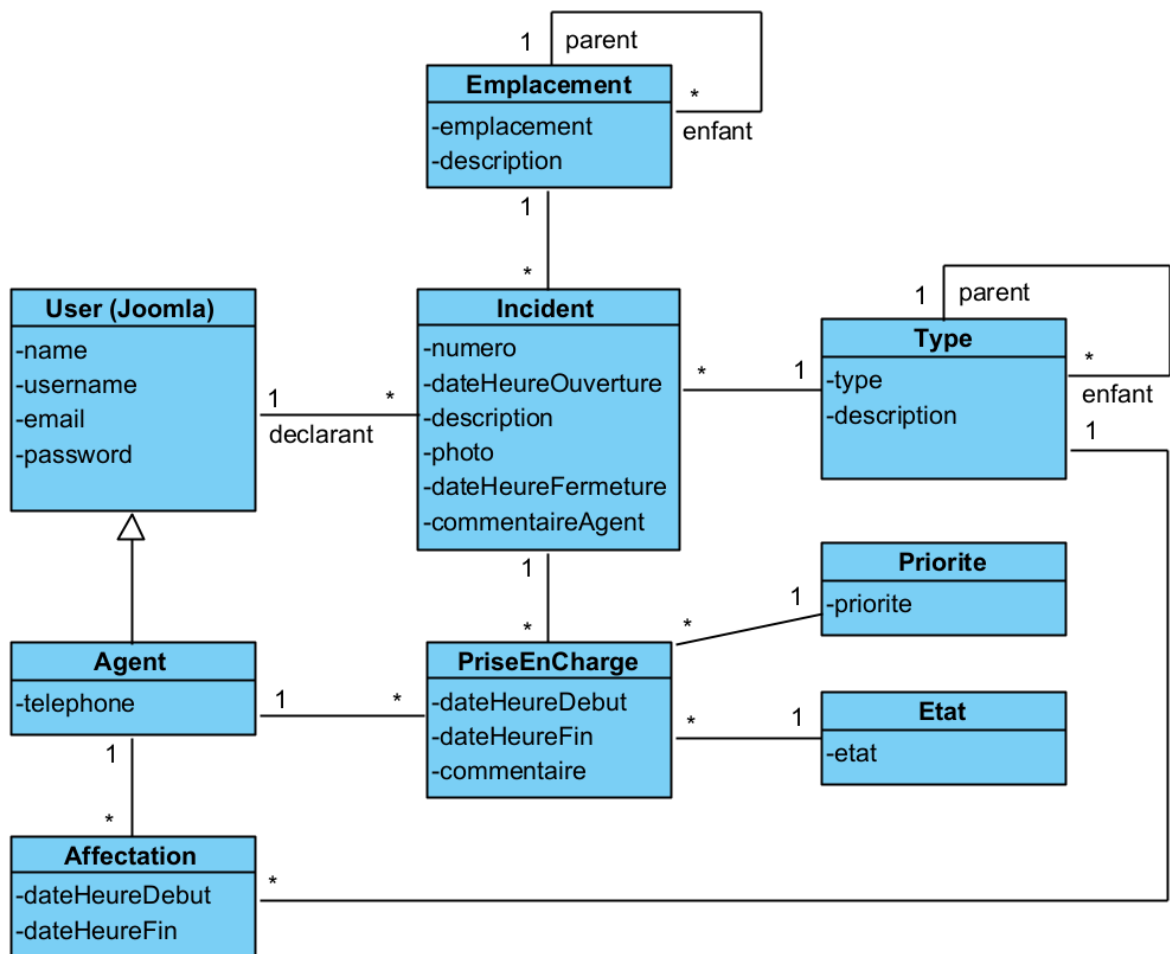 1
parent
Emplacement
*
-emplacement
enfant
-description
1
*
1
parent
User (Joomla)
Incident
Type
-name
-numero
*
-username
-dateHeureOuverture
*
1
-type
enfant
-email
1
*
-description
-description
1
-password
declarant
-photo
-dateHeureFermeture
-commentaireAgent
1
Priorite
1
-priorite
*
*
Agent
PriseEnCharge
-telephone
1
*
-dateHeureDebut
*
1
Etat
1
-dateHeureFin
-etat
-commentaire
*
Affectation
-dateHeureDebut
*
-dateHeureFin